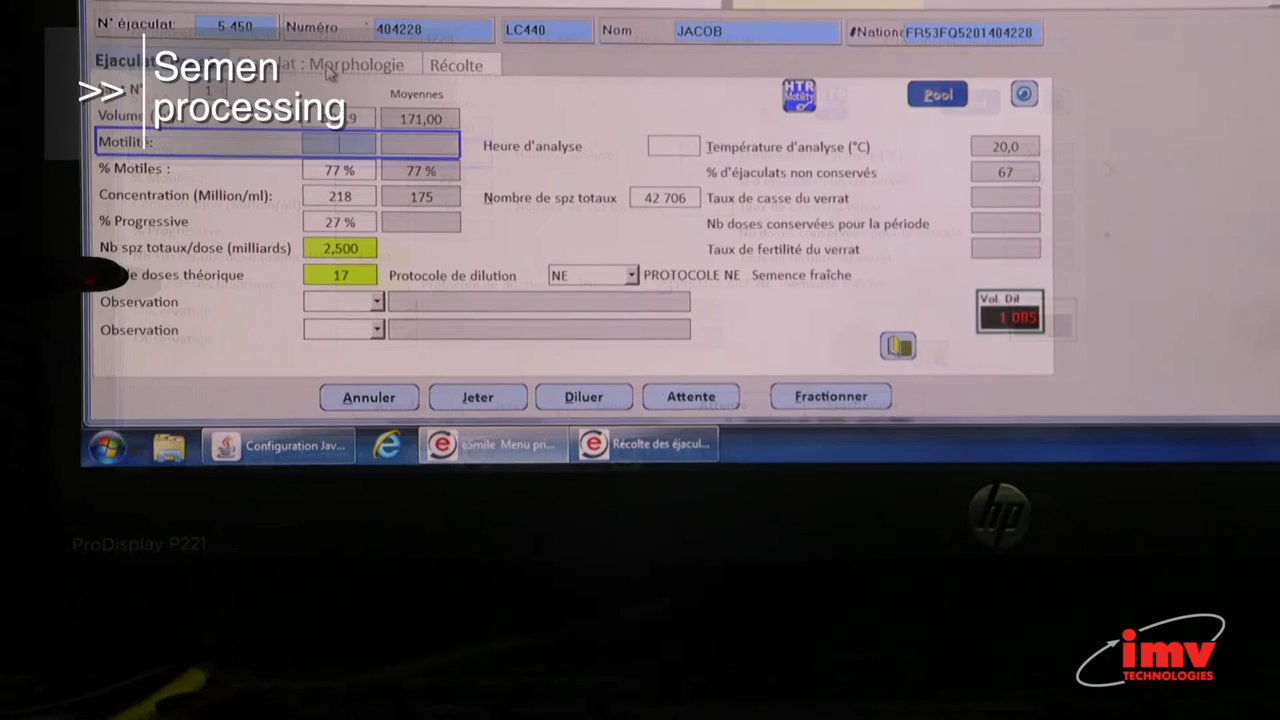 N° éjaculat: 5 450 Numéro 404228 LC440 Nom JACOB FR53FQ5201404228
Semen
processing
Morphologie Récolte
1 Moyennes
HTR Motility Pool
Volume 171,00
Motilité: Heure d'analyse Température d'analyse (°C) 20,0
% Motiles : 77 % 77 % % d'éjaculats non conservés 67
Concentration (Million/ml): 218 175 Nombre de spz totaux 42 706 Taux de casse du verrat
% Progressive 27 % Nb doses conservées pour la période
Nb spz totaux/dose (milliards) 2,500 Taux de fertilité du verrat
doses théorique 17 Protocole de dilution NE PROTOCOLE NE Semence fraîche
Observation
Vol. Dil
1 085
Observation
Annuler Jeter Diluer Attente Fractionner
Configuration Jav... eSmile Menu pri... Récolte des éjacul...
hp
ProDisplay P221
imv
TECHNOLOGIES